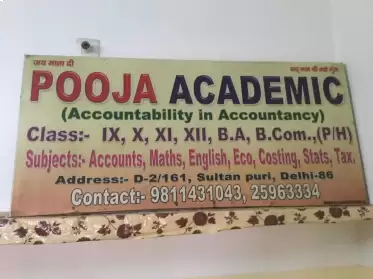 जय माता दी
POOJA ACADEMIC
(Accountability in Accountancy)
Class:- IX, X, XI, XII, B.A, B.Com.,(P/H)
Subjects:- Accounts, Maths, English, Eco, Costing, Stats, Tax.
Address:- D-2/161, Sultan puri, Delhi-86
Contact:- 9811431043, 25963334